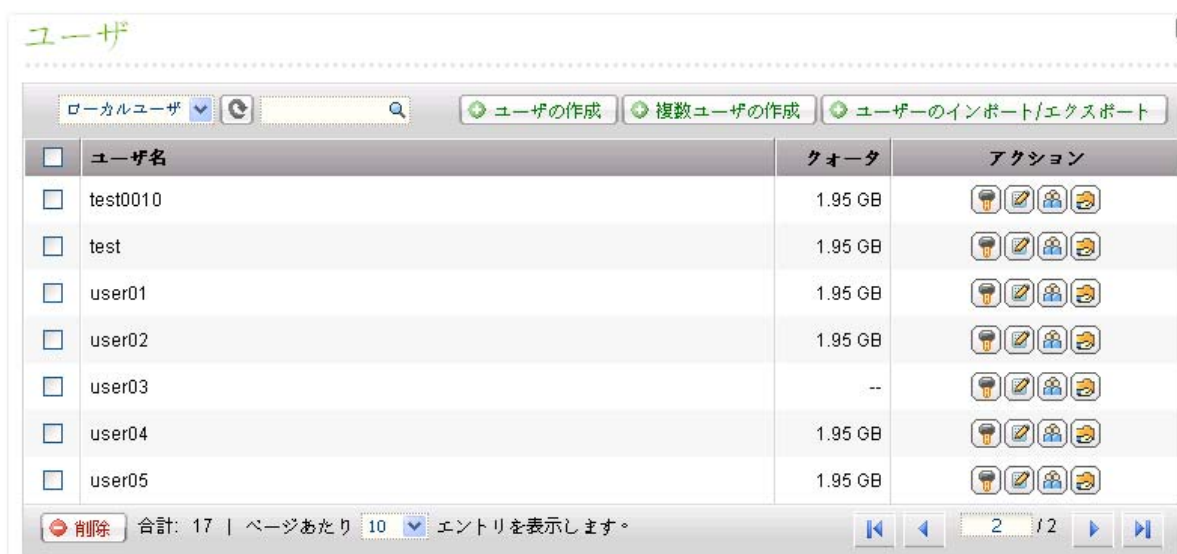 ユーザ
ローカルユーザ ユーザの作成 複数ユーザの作成 ユーザーのインポート/エクスポート
ユーザ名 クォータ アクション
test0010 1.95 GB
test 1.95 GB
user01 1.95 GB
user02 1.95 GB
user03 --
user04 1.95 GB
user05 1.95 GB
削除 合計: 17 | ページあたり 10 エントリを表示します。 2 / 2